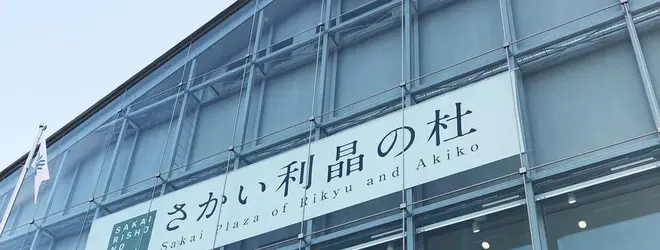 さかい利晶の杜
Sakai Plaza of Rikyu and Akiko
SAKAI
RISHO
NO